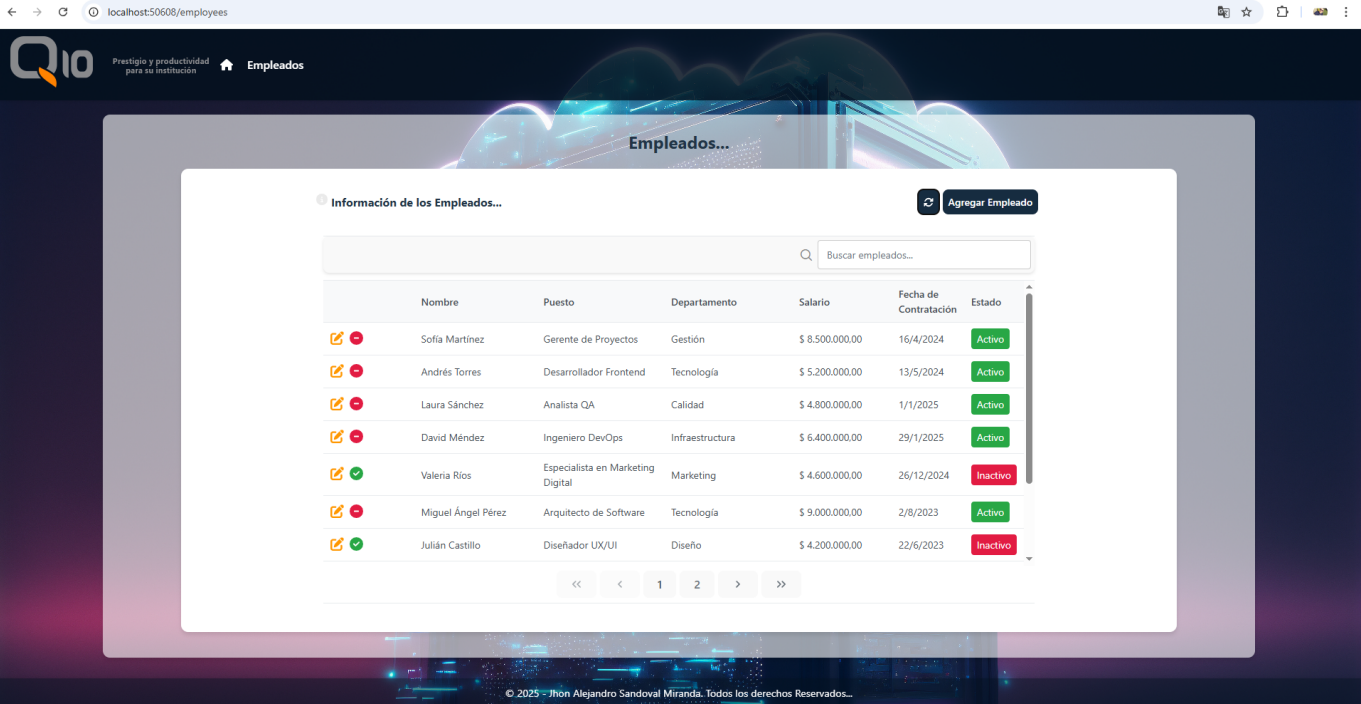 localhost:50608/employees
Q10
Prestigio y productividad
para su institución
Empleados
Empleados...
Información de los Empleados...
Agregar Empleado
Buscar empleados...
Nombre Puesto Departamento Salario Fecha de Contratación Estado
Sofía Martínez Gerente de Proyectos Gestión $ 8.500.000,00 16/4/2024 Activo
Andrés Torres Desarrollador Frontend Tecnología $ 5.200.000,00 13/5/2024 Activo
Laura Sánchez Analista QA Calidad $ 4.800.000,00 1/1/2025 Activo
David Méndez Ingeniero DevOps Infraestructura $ 6.400.000,00 29/1/2025 Activo
Valeria Ríos Especialista en Marketing Digital Marketing $ 4.600.000,00 26/12/2024 Inactivo
Miguel Ángel Pérez Arquitecto de Software Tecnología $ 9.000.000,00 2/8/2023 Activo
Julián Castillo Diseñador UX/UI Diseño $ 4.200.000,00 22/6/2023 Inactivo
« ‹ 1 2 › »
© 2025 - Jhon Alejandro Sandoval Miranda. Todos los derechos Reservados...